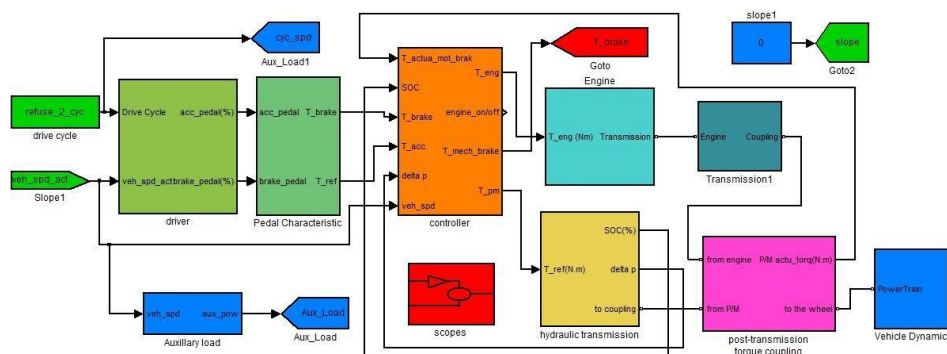 cyc_spd
Aux_Load1
refuse_2_cyc
drive cycle
veh_spd_act
Slope1
Drive Cycle
acc_pedal(%)
veh_spd_act
brake_pedal(%)
driver
acc_pedal
T_brake
brake_pedal
T_ref
Pedal Characteristic
T_actua_mot_brak
SOC
T_brake
T_acc
delta p
veh_spd
T_eng
engine_on/off
T_mech_brake
T_pm
controller
T_brake
Goto
Engine
T_eng (Nm)
Transmission
slope1
0
slope
Goto2
Engine
Coupling
Transmission1
veh_spd
aux_pow
Auxillary load
Aux_Load
Aux_Load
scopes
SOC(%)
T_ref(N.m)
delta p
to coupling
hydraulic transmission
from engine
P/M actu_torq(N.m)
from P/M
to the wheel
post-transmission
torque coupling
PowerTrain
Vehicle Dynamic